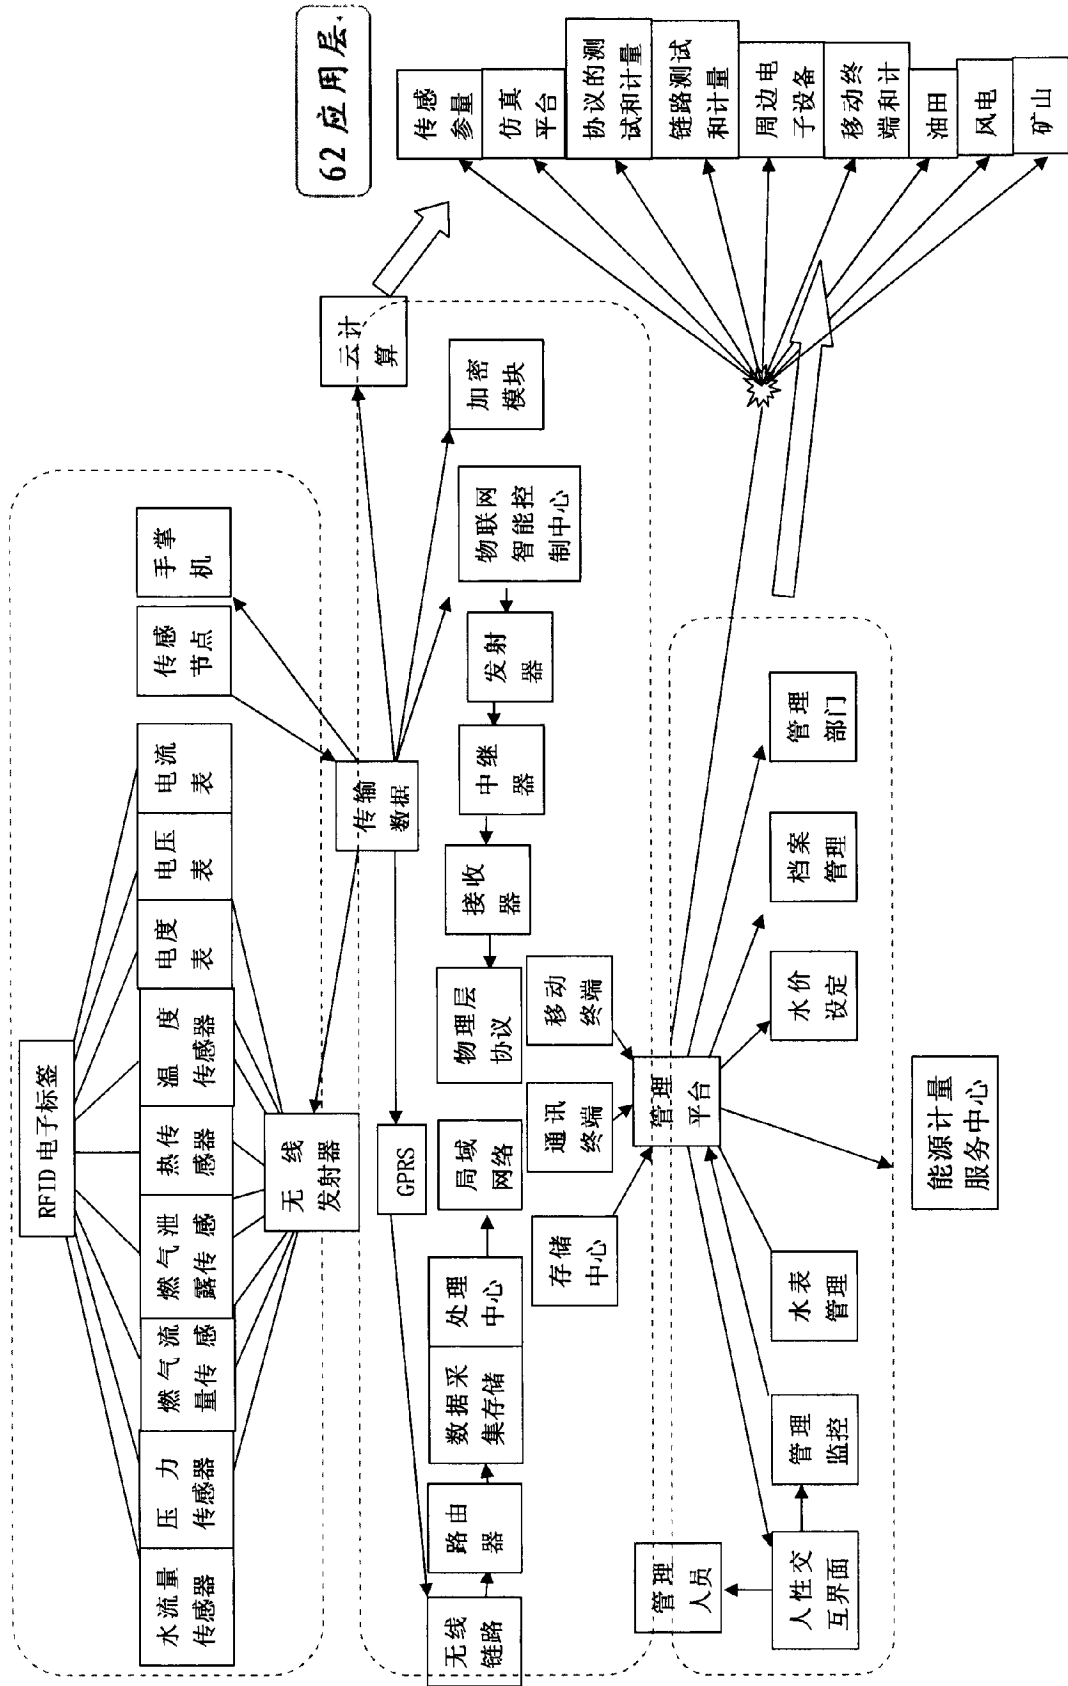 RFID 电子标签
水流量
传感器
压 力
传感器
燃气流
量传感
燃气泄
露传感
热传
感器
温 度
传感器
电度
表
电压
表
电流
表
传感
节点
手掌
机
无 线
发射器
传输
数据
云计
算
62 应用层.
GPRS
无线
链路
路由
器
数据采
集存储
处理
中心
局域
网络
物理层
协议
接收
器
中继
器
发射
器
物联网
智能控
制中心
加密
模块
传感
参量
仿真
平台
协议的测
试和计量
链路测试
和计量
周边电
子设备
移动终
端和计
油田
风电
矿山
存储
中心
通讯
终端
移动
终端
管理
平台
管理
人员
人性交
互界面
管理
监控
水表
管理
水价
设定
档案
管理
管理
部门
能源计量
服务中心